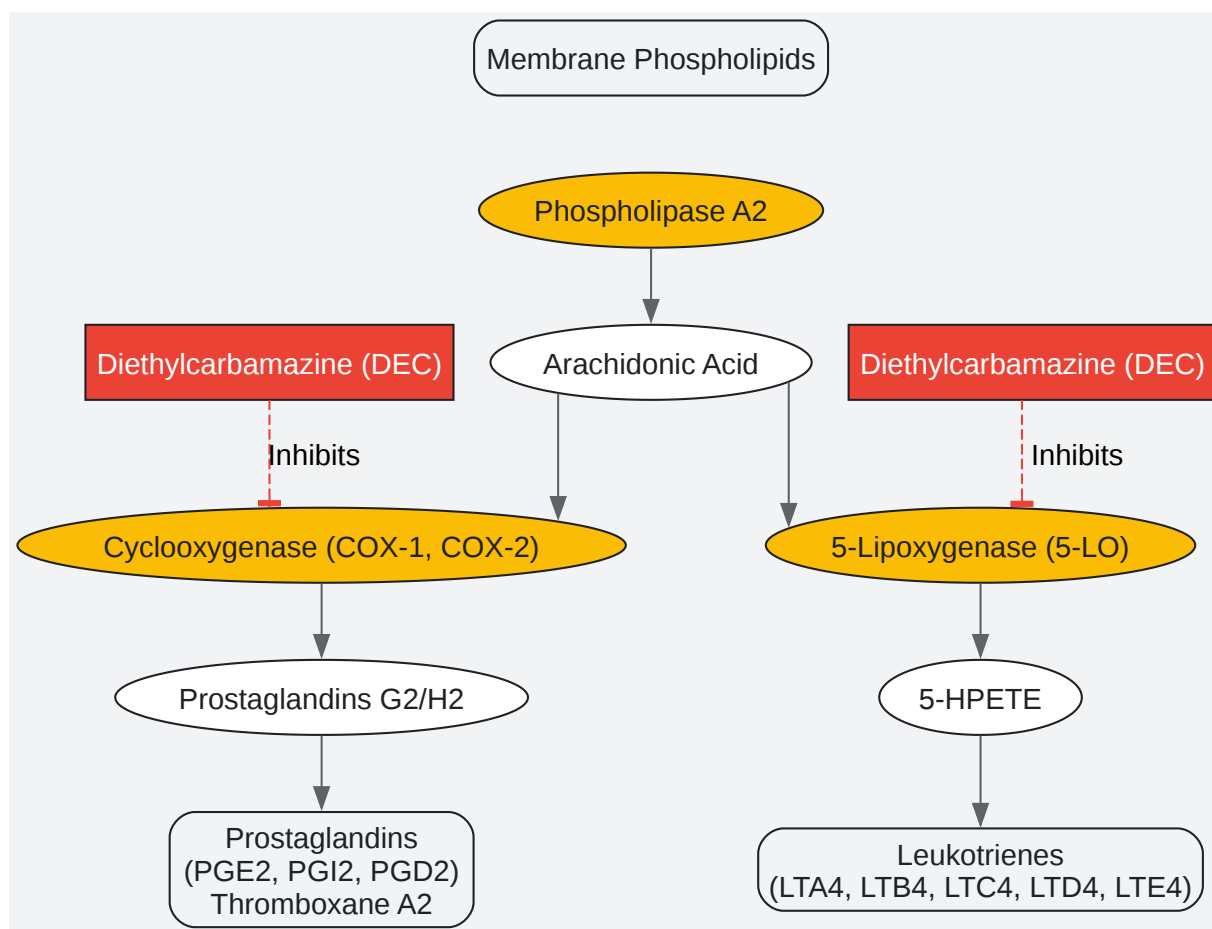 Membrane Phospholipids
Phospholipase A2
Diethylcarbamazine (DEC)
Arachidonic Acid
Diethylcarbamazine (DEC)
Inhibits
Inhibits
Cyclooxygenase (COX-1, COX-2)
5-Lipoxygenase (5-LO)
Prostaglandins G2/H2
5-HPETE
Prostaglandins
(PGE2, PGI2, PGD2)
Thromboxane A2
Leukotrienes
(LTA4, LTB4, LTC4, LTD4, LTE4)